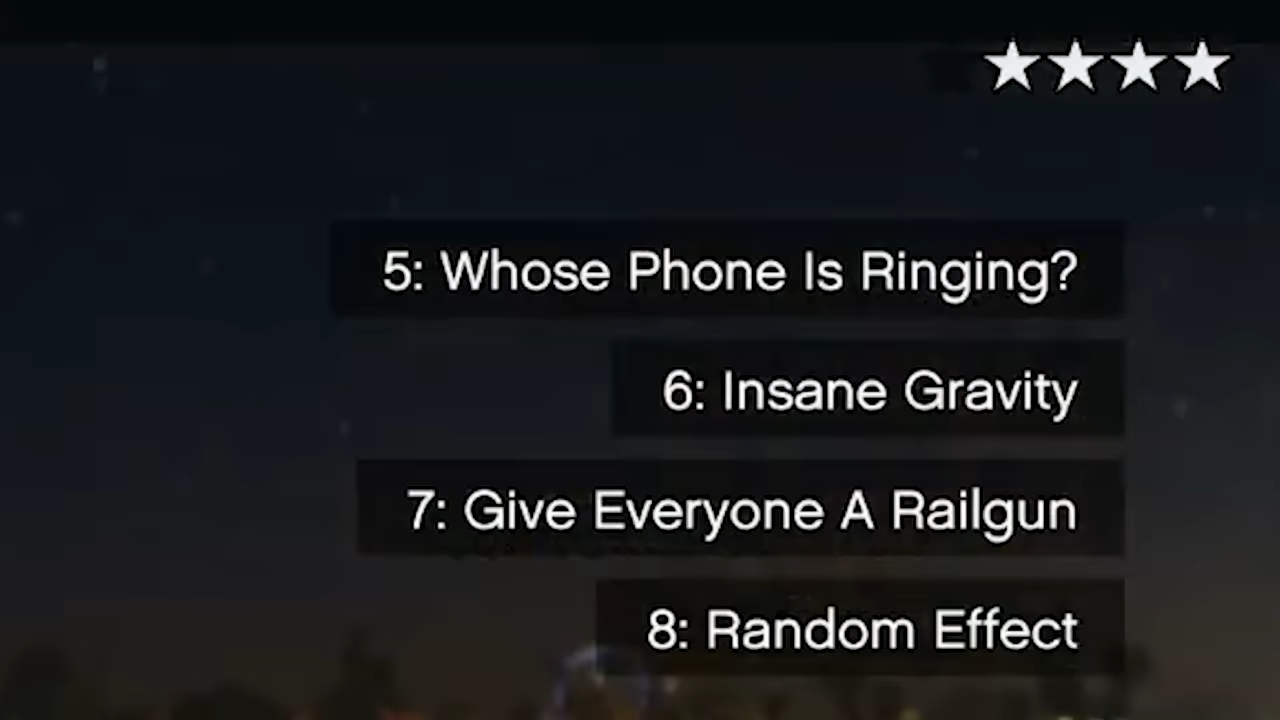 5: Whose Phone Is Ringing?
6: Insane Gravity
7: Give Everyone A Railgun
8: Random Effect